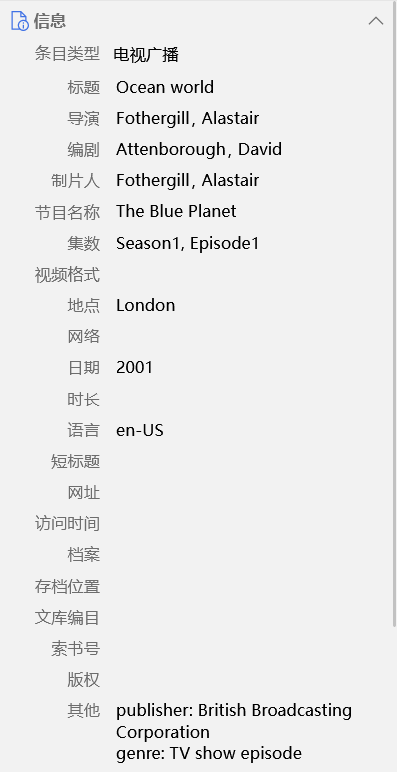 信息
条目类型 电视广播
标题 Ocean world
导演 Fothergill, Alastair
编剧 Attenborough, David
制片人 Fothergill, Alastair
节目名称 The Blue Planet
集数 Season1, Episode1
视频格式
地点 London
网络
日期 2001
时长
语言 en-US
短标题
网址
访问时间
档案
存档位置
文库编目
索书号
版权
其他 publisher: British Broadcasting
Corporation
genre: TV show episode